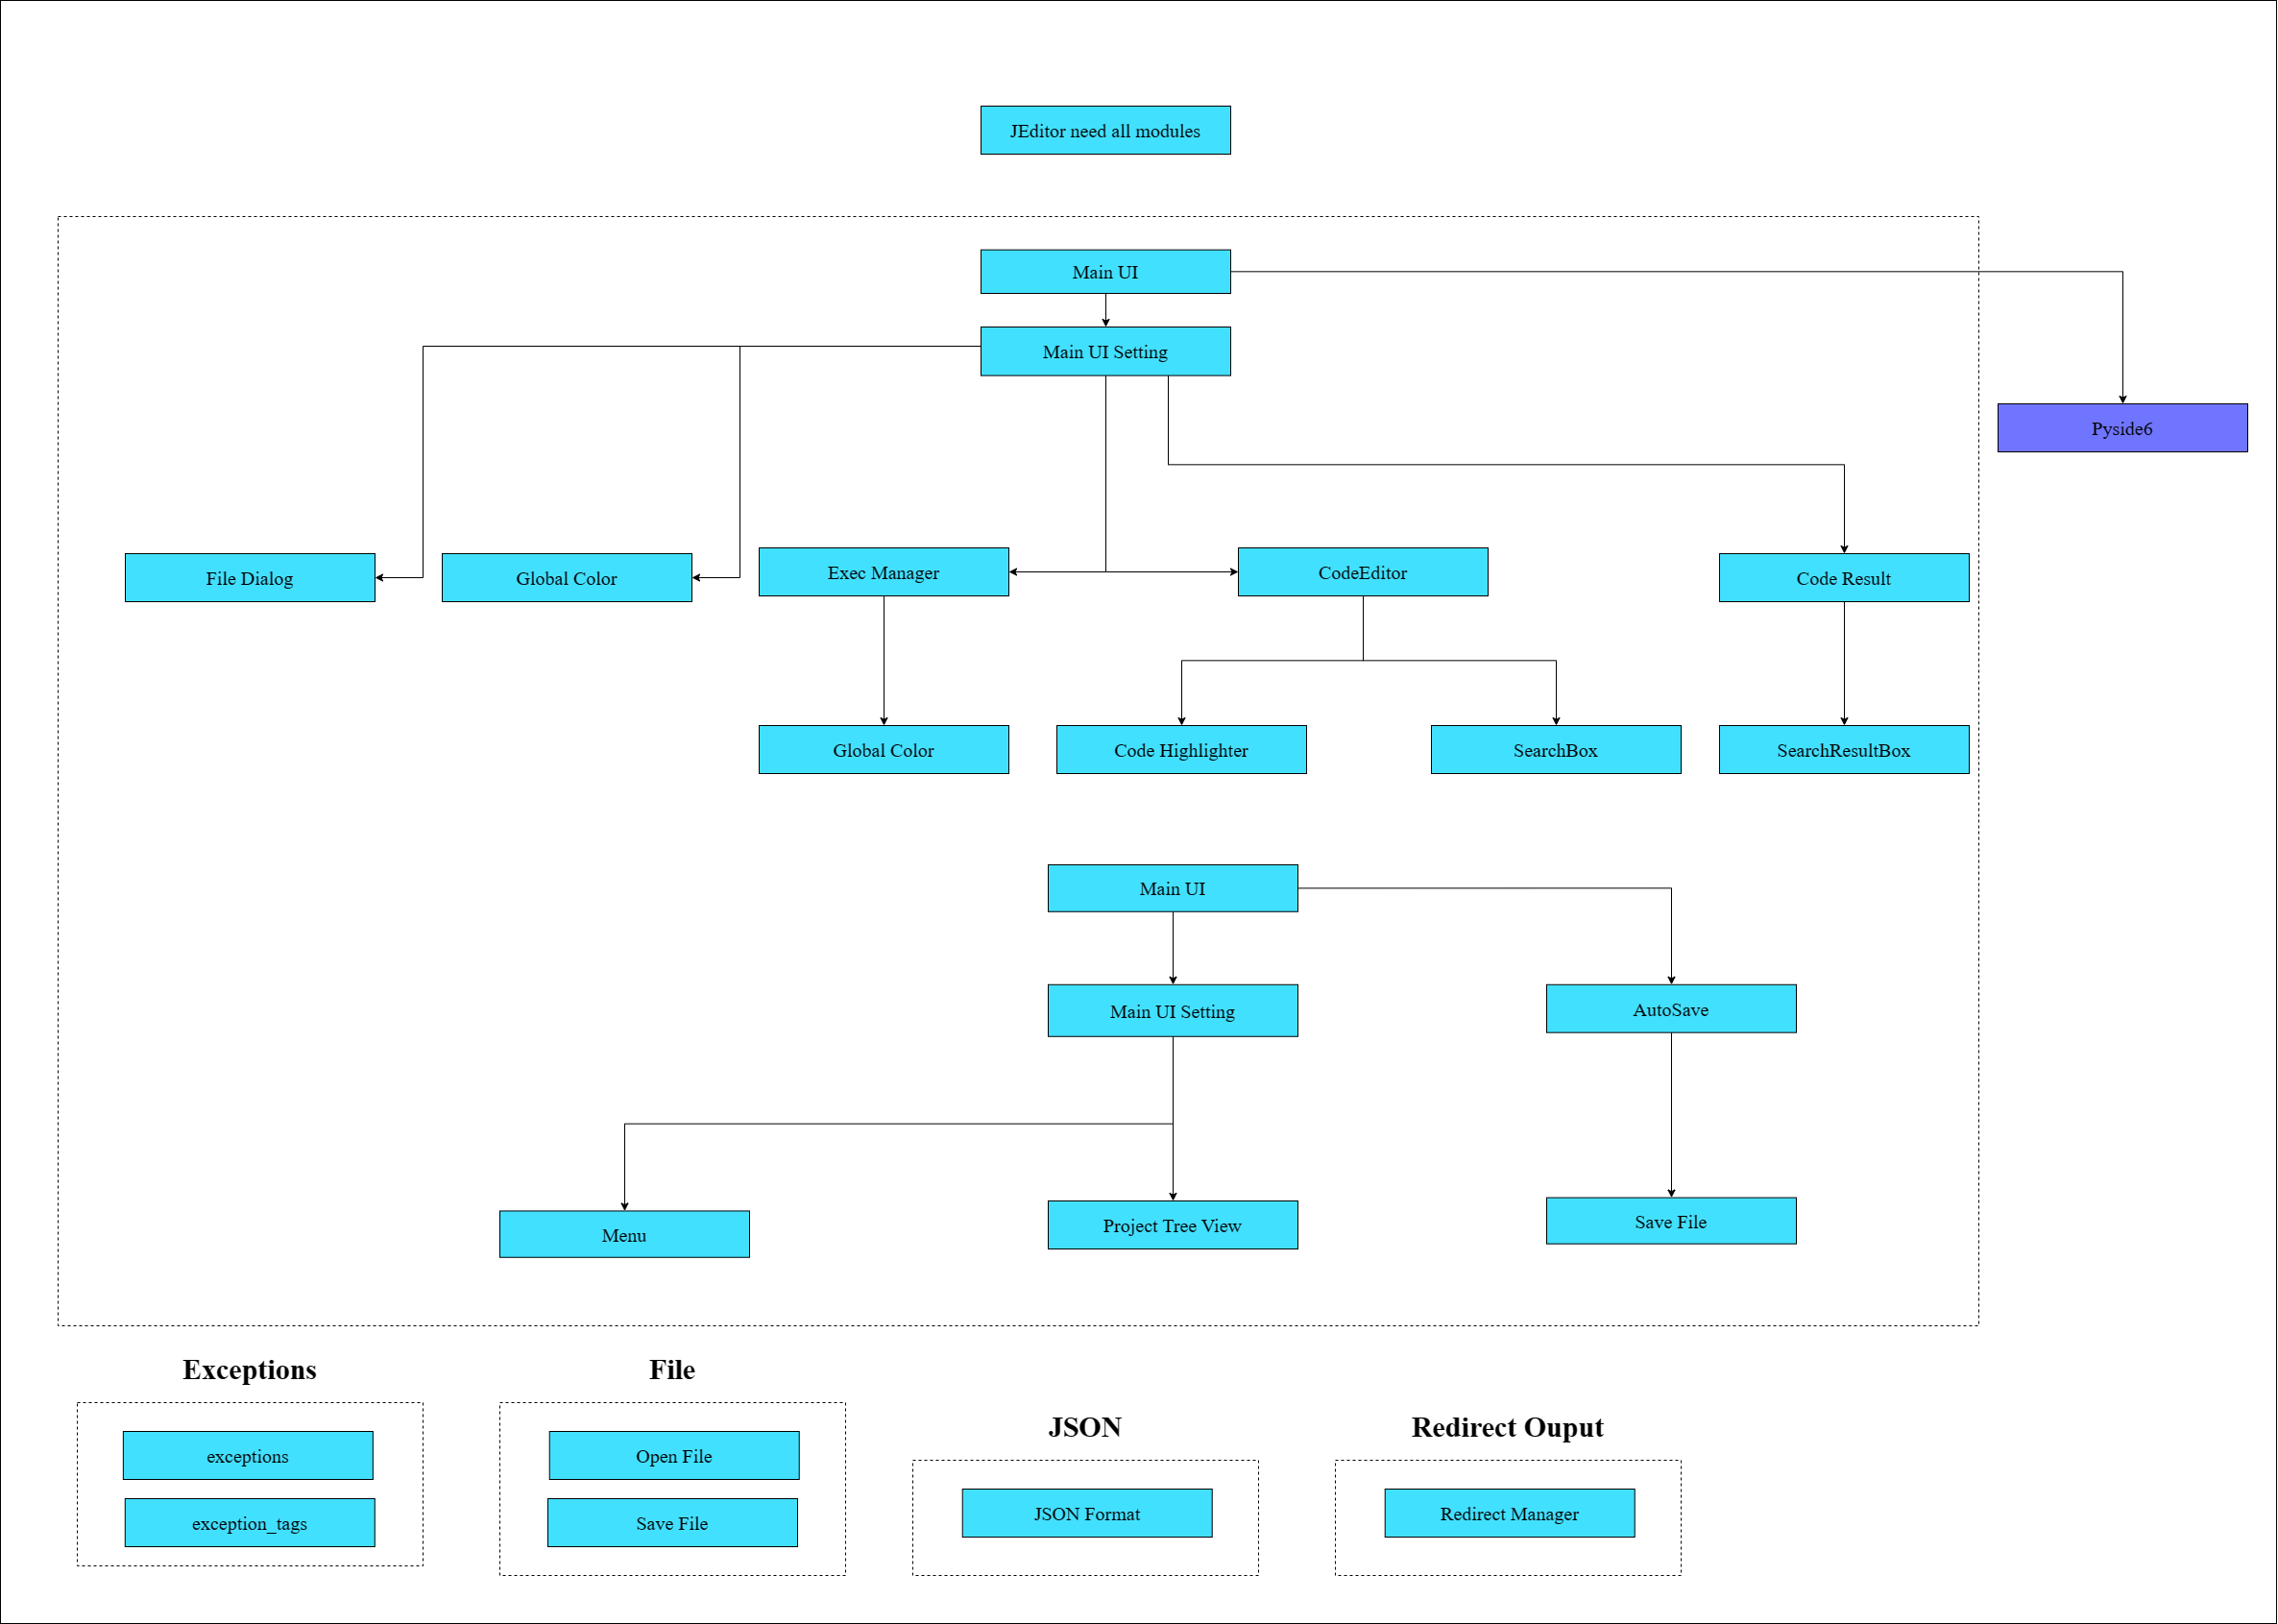 JEditor need all modules
Main UI
Main UI Setting
Pyside6
File Dialog
Global Color
Exec Manager
CodeEditor
Code Result
Global Color
Code Highlighter
SearchBox
SearchResultBox
Main UI
Main UI Setting
AutoSave
Menu
Project Tree View
Save File
Exceptions
exceptions
exception_tags
File
Open File
Save File
JSON
JSON Format
Redirect Ouput
Redirect Manager